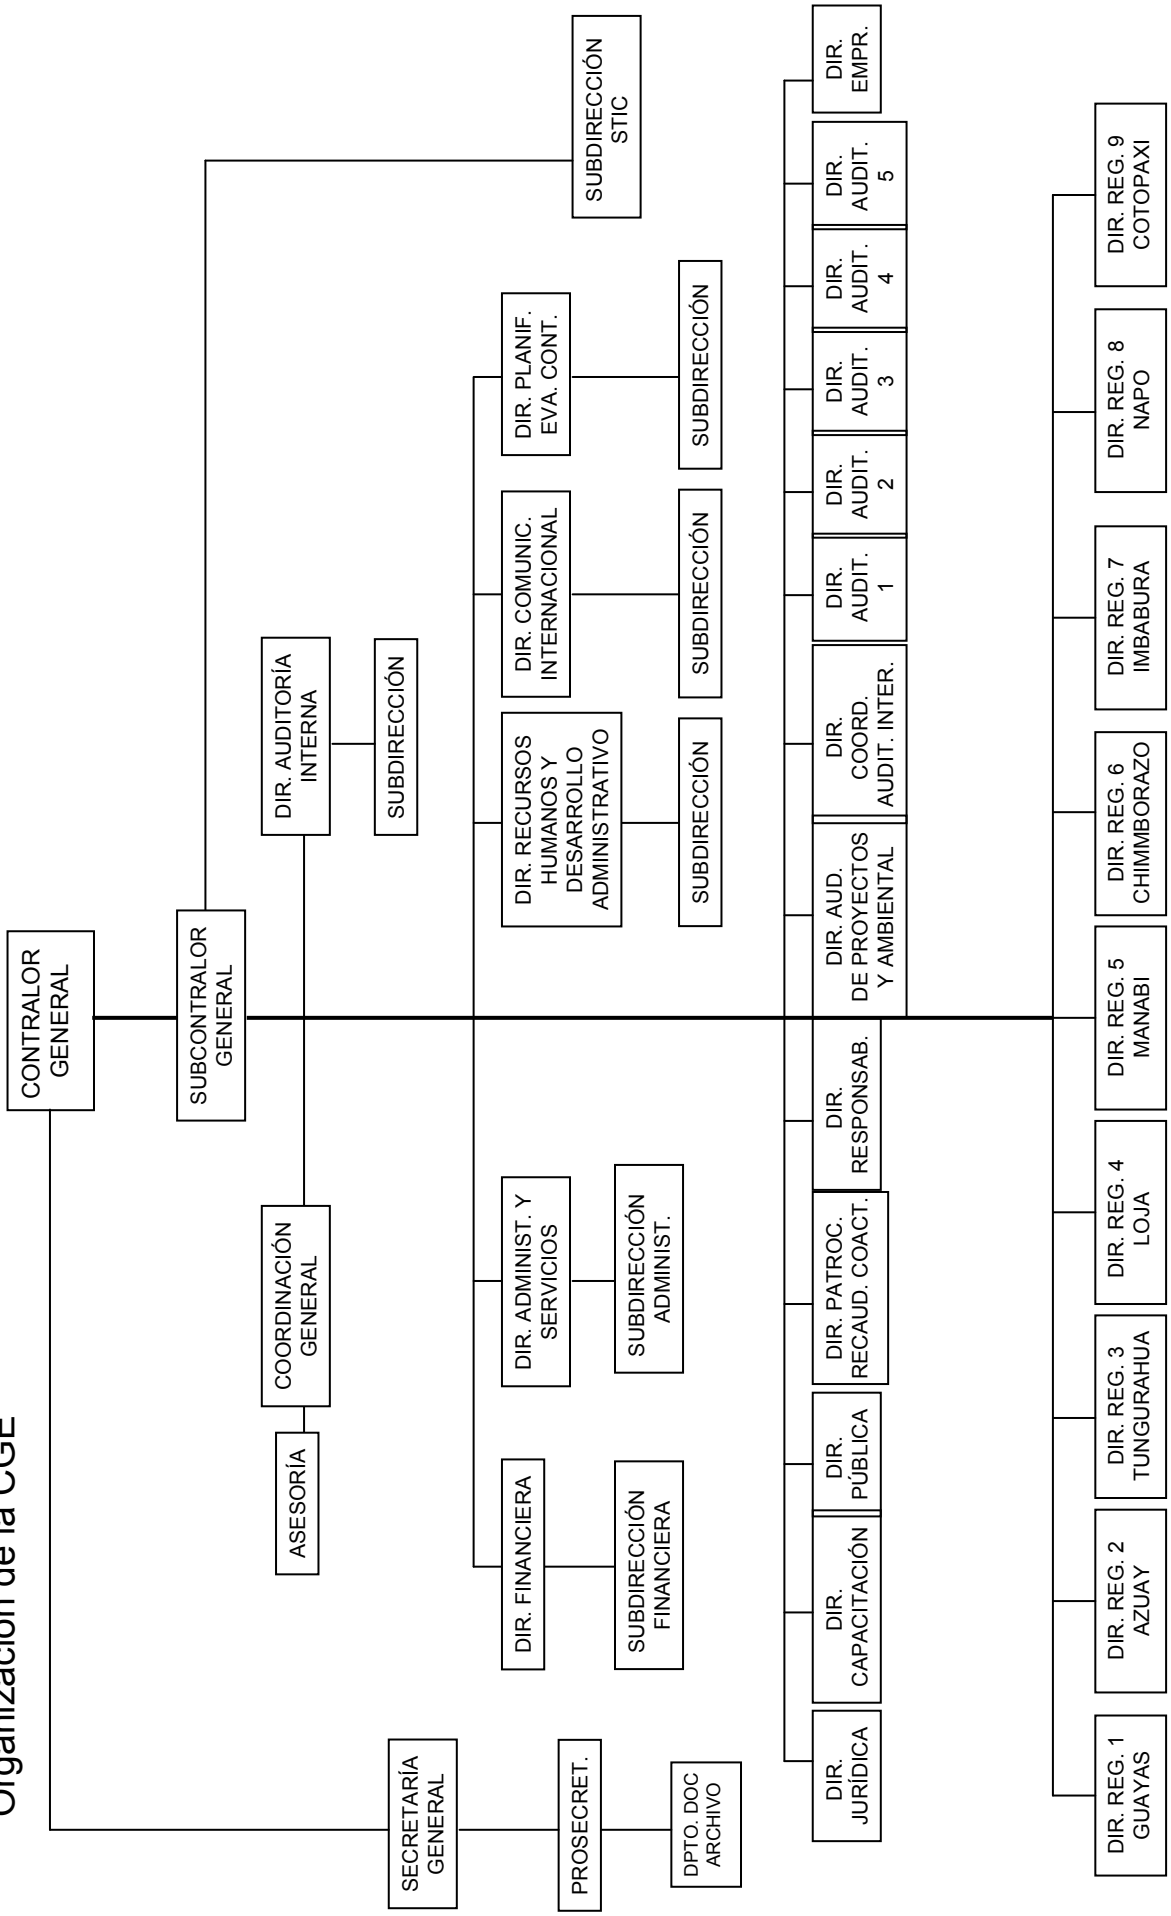 Organización de la CGE
CONTRALOR
GENERAL
SUBCONTRALOR
GENERAL
COORDINACIÓN
GENERAL
ASESORÍA
DIR. AUDITORÍA
INTERNA
SUBDIRECCIÓN
SUBDIRECCIÓN
STIC
SECRETARÍA
GENERAL
PROSECRET.
DPTO. DOC
ARCHIVO
DIR. FINANCIERA
SUBDIRECCIÓN
FINANCIERA
DIR. ADMINIST. Y
SERVICIOS
SUBDIRECCIÓN
ADMINIST.
DIR. RECURSOS
HUMANOS Y
DESARROLLO
ADMINISTRATIVO
SUBDIRECCIÓN
DIR. COMUNIC.
INTERNACIONAL
SUBDIRECCIÓN
DIR. PLANIF.
EVA. CONT.
SUBDIRECCIÓN
DIR.
JURÍDICA
DIR.
CAPACITACIÓN
DIR.
PÚBLICA
DIR. PATROC.
RECAUD. COACT.
DIR.
RESPONSAB.
DIR. AUD.
DE PROYECTOS
Y AMBIENTAL
DIR.
COORD.
AUDIT. INTER.
DIR.
AUDIT.
1
DIR.
AUDIT.
2
DIR.
AUDIT.
3
DIR.
AUDIT.
4
DIR.
AUDIT.
5
DIR.
EMPR.
DIR. REG. 1
GUAYAS
DIR. REG. 2
AZUAY
DIR. REG. 3
TUNGURAHUA
DIR. REG. 4
LOJA
DIR. REG. 5
MANABI
DIR. REG. 6
CHIMMBORAZO
DIR. REG. 7
IMBABURA
DIR. REG. 8
NAPO
DIR. REG. 9
COTOPAXI